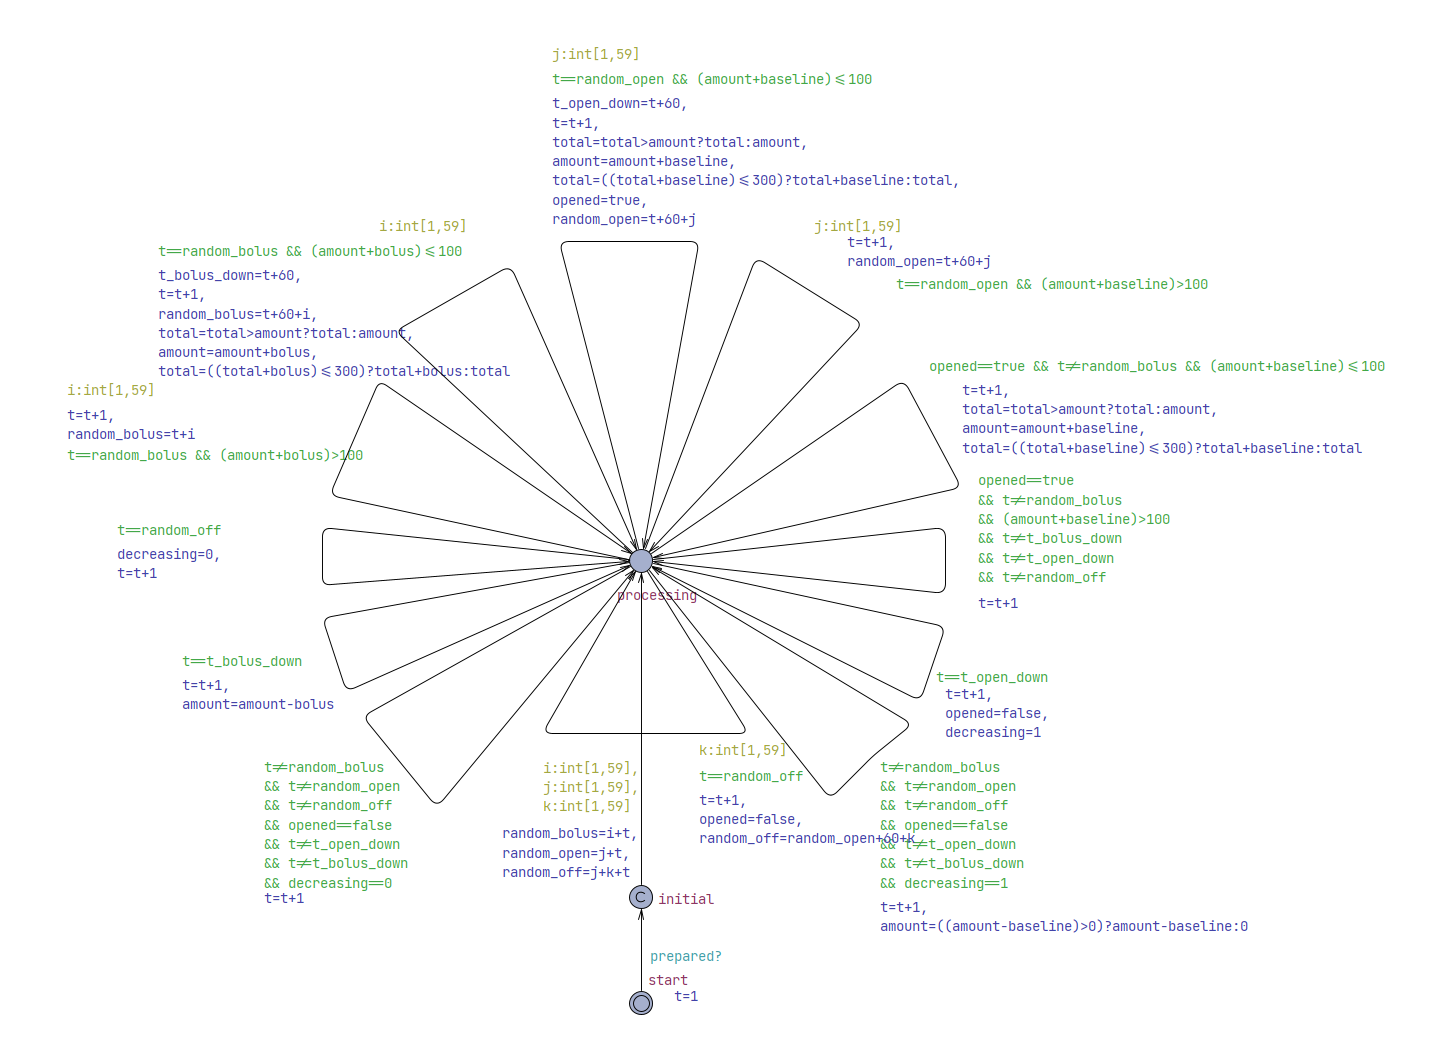 j:int[1,59]
t==random_open && (amount+baseline)<=100
t_open_down=t+60,
t=t+1,
total=total>amount?total:amount,
amount=amount+baseline,
total=((total+baseline)<=300)?total+baseline:total,
opened=true,
random_open=t+60+j
i:int[1,59]
t==random_bolus && (amount+bolus)<=100
t_bolus_down=t+60,
t=t+1,
random_bolus=t+60+i,
total=total>amount?total:amount,
amount=amount+bolus,
total=((total+bolus)<=300)?total+bolus:total
j:int[1,59]
t=t+1,
random_open=t+60+j
t==random_open && (amount+baseline)>100
i:int[1,59]
t=t+1,
random_bolus=t+i
t==random_bolus && (amount+bolus)>100
opened==true && t!=random_bolus && (amount+baseline)<=100
t=t+1,
total=total>amount?total:amount,
amount=amount+baseline,
total=((total+baseline)<=300)?total+baseline:total
opened==true
&& t!=random_bolus
&& (amount+baseline)>100
&& t!=t_bolus_down
&& t!=t_open_down
&& t!=random_off
t=t+1
t==random_off
decreasing=0,
t=t+1
processing
t==t_bolus_down
t=t+1,
amount=amount-bolus
t==t_open_down
t=t+1,
opened=false,
decreasing=1
t!=random_bolus
&& t!=random_open
&& t!=random_off
&& opened==false
&& t!=t_open_down
&& t!=t_bolus_down
&& decreasing==0
t=t+1
i:int[1,59],
j:int[1,59],
k:int[1,59]
random_bolus=i+t,
random_open=j+t,
random_off=j+k+t
k:int[1,59]
t==random_off
t=t+1,
opened=false,
random_off=random_open+60+k
t!=random_bolus
&& t!=random_open
&& t!=random_off
&& opened==false
&& t!=t_open_down
&& t!=t_bolus_down
&& decreasing==1
t=t+1,
amount=((amount-baseline)>0)?amount-baseline:0
C
initial
prepared?
start
t=1